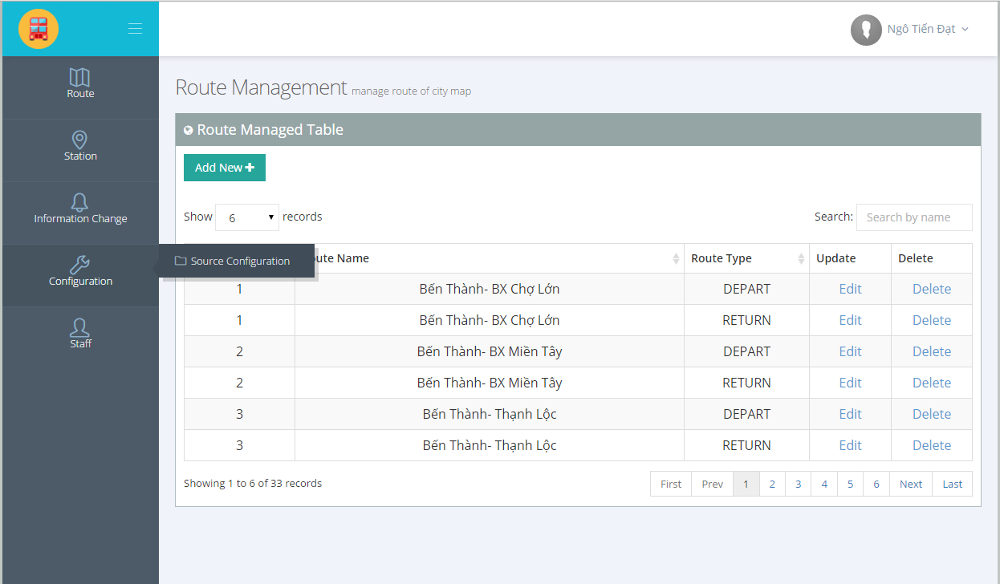 Ngô Tiến Đạt
Route
Station
Information Change
Configuration
Source Configuration
Staff
Route Management manage route of city map
Route Managed Table
Add New
Show 6 records
Search: Search by name
Name Route Type Update Delete
1 Bến Thành- BX Chợ Lớn DEPART Edit Delete
1 Bến Thành- BX Chợ Lớn RETURN Edit Delete
2 Bến Thành- BX Miền Tây DEPART Edit Delete
2 Bến Thành- BX Miền Tây RETURN Edit Delete
3 Bến Thành- Thạnh Lộc DEPART Edit Delete
3 Bến Thành- Thạnh Lộc RETURN Edit Delete
Showing 1 to 6 of 33 records
First Prev 1 2 3 4 5 6 Next Last